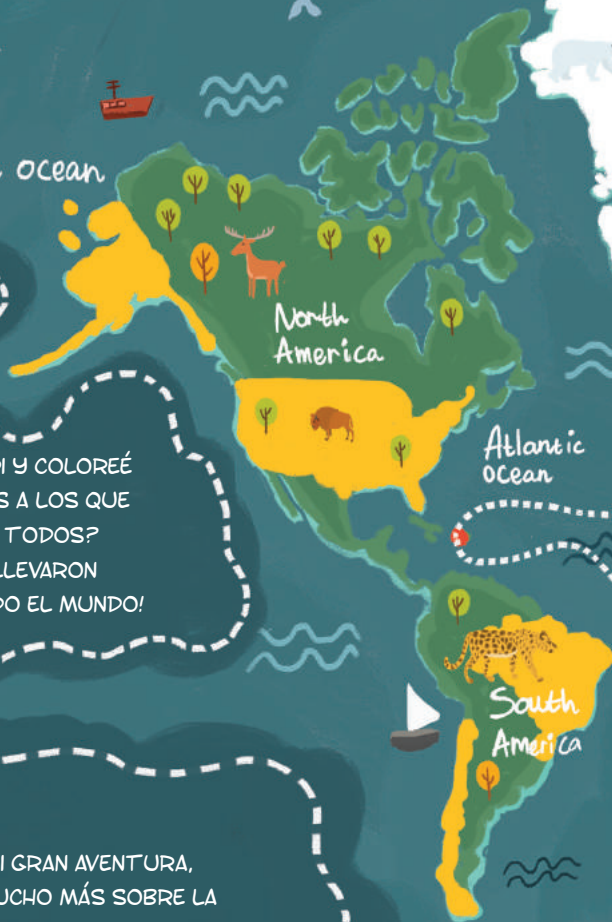 ocean
North
America
Atlantic
ocean
Y COLOREÉ
A LOS QUE
TODOS?
LLEVARON
EL MUNDO!
South
America
GRAN AVENTURA,
MÁS SOBRE LA